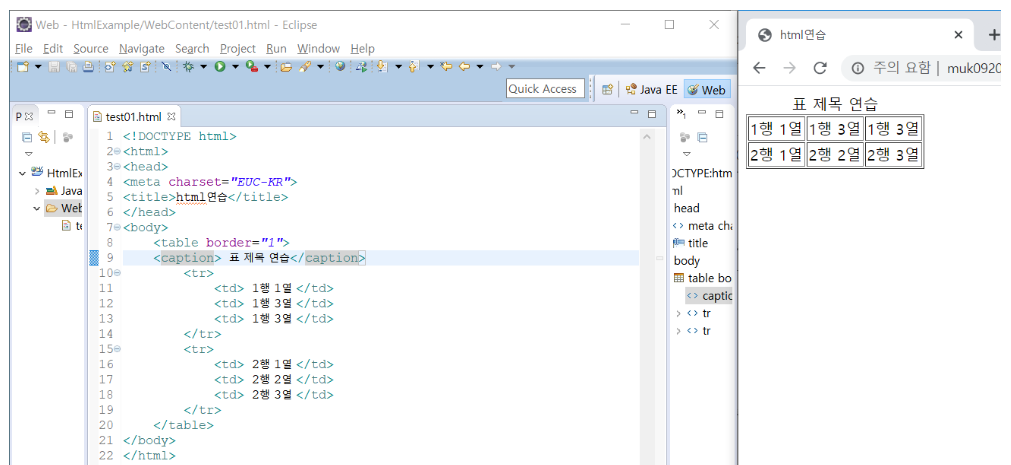 Web - HtmlExample/WebContent/test01.html - Eclipse
File Edit Source Navigate Search Project Run Window Help
Quick Access
Java EE
Web
P
HtmlEx
Java
Web
te
test01.html
1 <!DOCTYPE html>
2 <html>
3 <head>
4 <meta charset="EUC-KR">
5 <title>html연습</title>
6 </head>
7 <body>
8 <table border="1">
9 <caption> 표 제목 연습</caption>
10 <tr>
11 <td> 1행 1열 </td>
12 <td> 1행 3열 </td>
13 <td> 1행 3열 </td>
14 </tr>
15 <tr>
16 <td> 2행 1열 </td>
17 <td> 2행 2열 </td>
18 <td> 2행 3열 </td>
19 </tr>
20 </table>
21 </body>
22 </html>
»1
OCTYPE:htm
ml
head
<> meta cha
title
body
table bo
<> captio
<> tr
<> tr
html연습
주의 요함 | muk0920
표 제목 연습
1행 1열 1행 3열 1행 3열
2행 1열 2행 2열 2행 3열